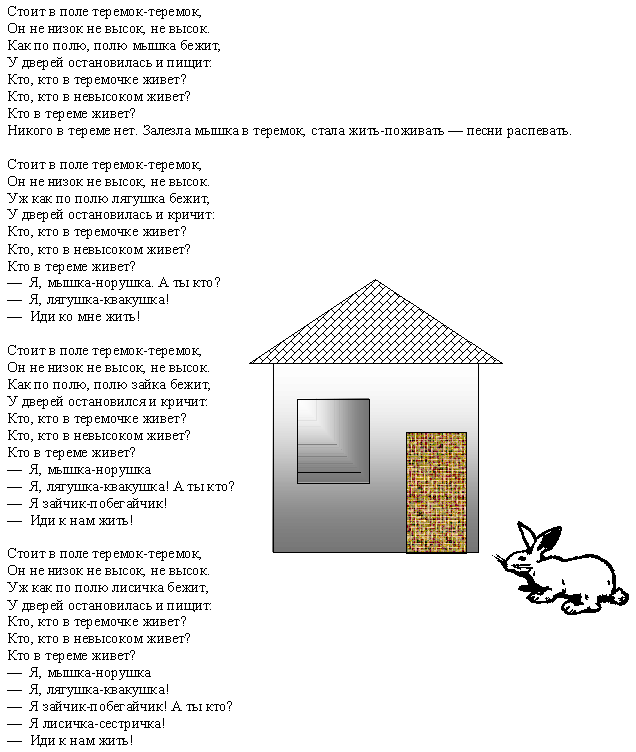 Стоит в поле теремок-теремок,
Он не низок не высок, не высок.
Как по полю, полю мышка бежит,
У дверей остановилась и пищит:
Кто, кто в теремочке живет?
Кто, кто в невысоком живет?
Кто в тереме живет?
Никого в тереме нет. Залезла мышка в теремок, стала жить-поживать — песни распевать.
Стоит в поле теремок-теремок,
Он не низок не высок, не высок.
Уж как по полю лягушка бежит,
У дверей остановилась и кричит:
Кто, кто в теремочке живет?
Кто, кто в невысоком живет?
Кто в тереме живет?
— Я, мышка-норушка. А ты кто?
— Я, лягушка-квакушка!
— Иди ко мне жить!
Стоит в поле теремок-теремок,
Он не низок не высок, не высок.
Как по полю, полю зайка бежит,
У дверей остановился и кричит:
Кто, кто в теремочке живет?
Кто, кто в невысоком живет?
Кто в тереме живет?
— Я, мышка-норушка
— Я, лягушка-квакушка! А ты кто?
— Я зайчик-побегайчик!
— Иди к нам жить!
Стоит в поле теремок-теремок,
Он не низок не высок, не высок.
Уж как по полю лисичка бежит,
У дверей остановилась и пищит:
Кто, кто в теремочке живет?
Кто, кто в невысоком живет?
Кто в тереме живет?
— Я, мышка-норушка
— Я, лягушка-квакушка!
— Я зайчик-побегайчик! А ты кто?
— Я лисичка-сестричка!
— Иди к нам жить!